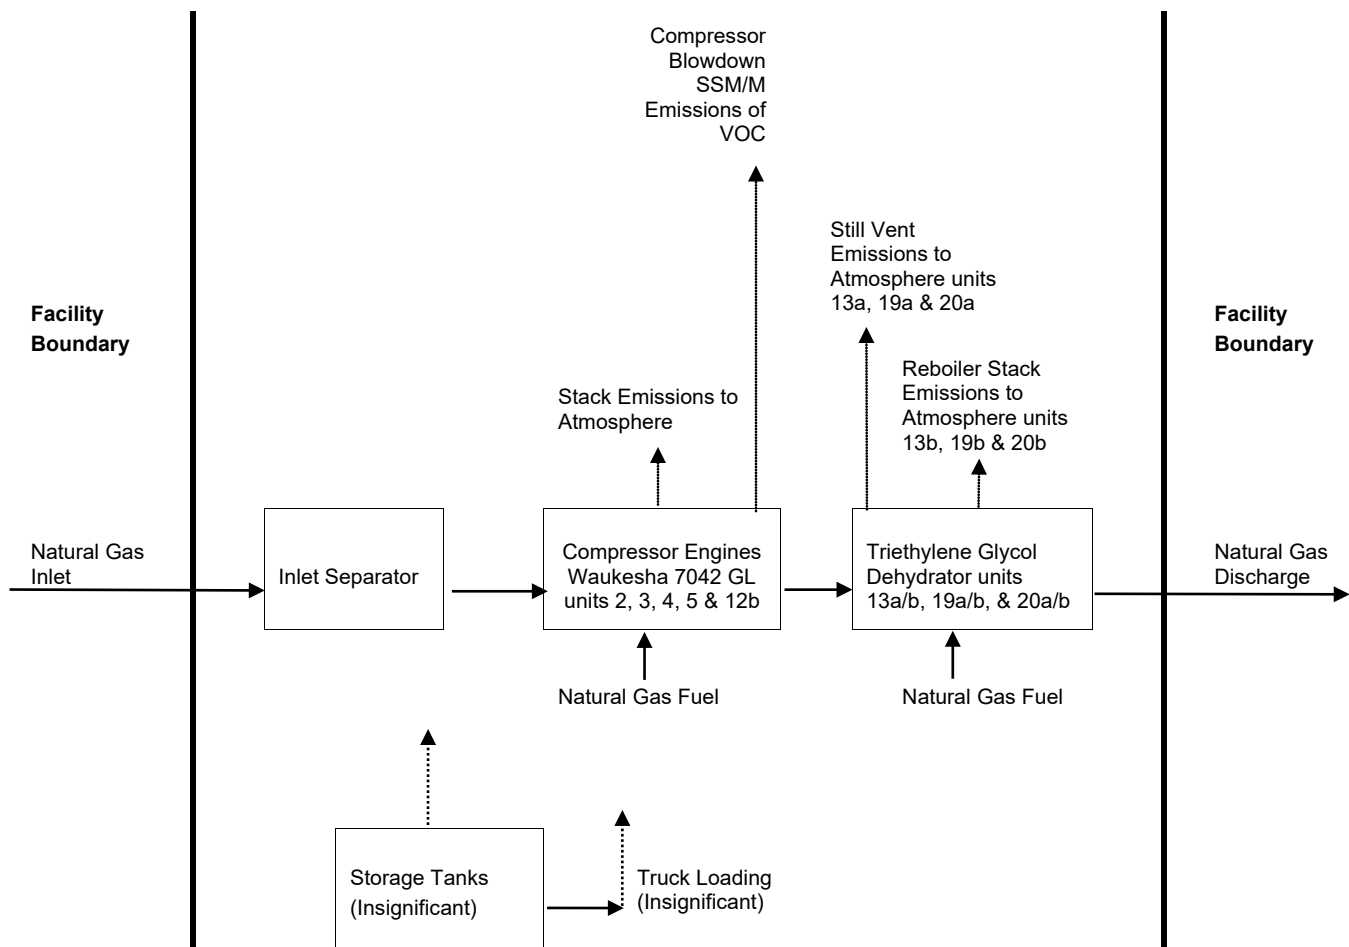 Compressor
Blowdown
SSM/M
Emissions of
VOC
Still Vent
Emissions to
Atmosphere units
13a, 19a & 20a
Facility
Boundary
Facility
Boundary
Reboiler Stack
Emissions to
Atmosphere units
13b, 19b & 20b
Stack Emissions to
Atmosphere
Natural Gas
Inlet
Inlet Separator
Compressor Engines
Waukesha 7042 GL
units 2, 3, 4, 5 & 12b
Triethylene Glycol
Dehydrator units
13a/b, 19a/b, & 20a/b
Natural Gas
Discharge
Natural Gas Fuel
Natural Gas Fuel
Storage Tanks
(Insignificant)
Truck Loading
(Insignificant)